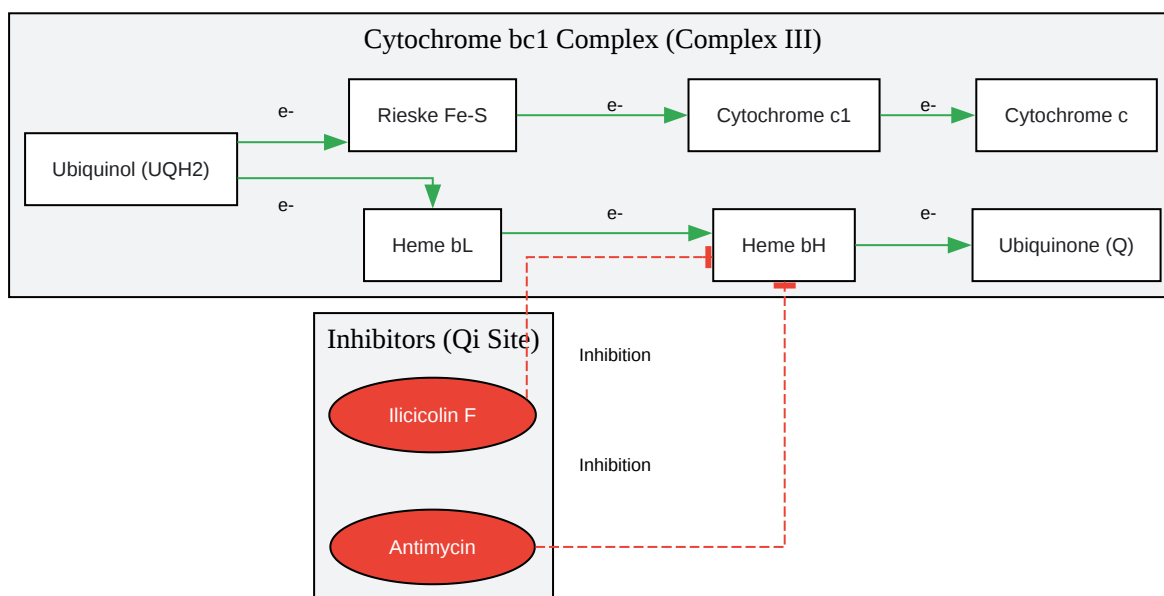 Cytochrome bc1 Complex (Complex III)
e-
Rieske Fe-S
e-
Cytochrome c1
e-
Cytochrome c
Ubiquinol (UQH2)
e-
Heme bL
e-
Heme bH
e-
Ubiquinone (Q)
Inhibitors (Qi Site)
Inhibition
Ilicicolin F
Inhibition
Antimycin